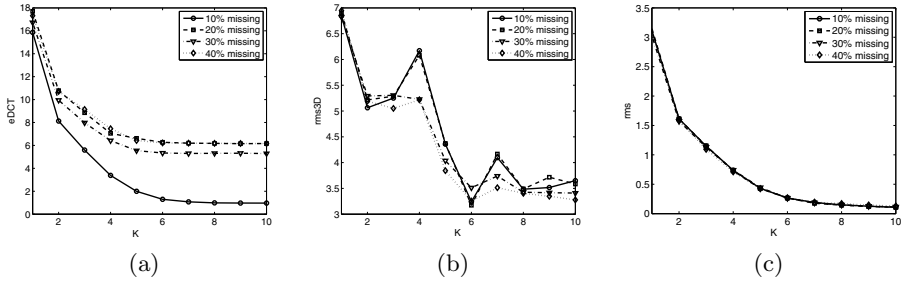 18
16
14
12
10
8
6
4
2
0
eDCT
2 4 6 8 10
K
10% missing
20% missing
30% missing
40% missing
(a)
7
6.5
6
5.5
5
4.5
4
3.5
3
rms3D
2 4 6 8 10
K
10% missing
20% missing
30% missing
40% missing
(b)
3.5
3
2.5
2
1.5
1
0.5
0
rms
2 4 6 8 10
K
10% missing
20% missing
30% missing
40% missing
(c)